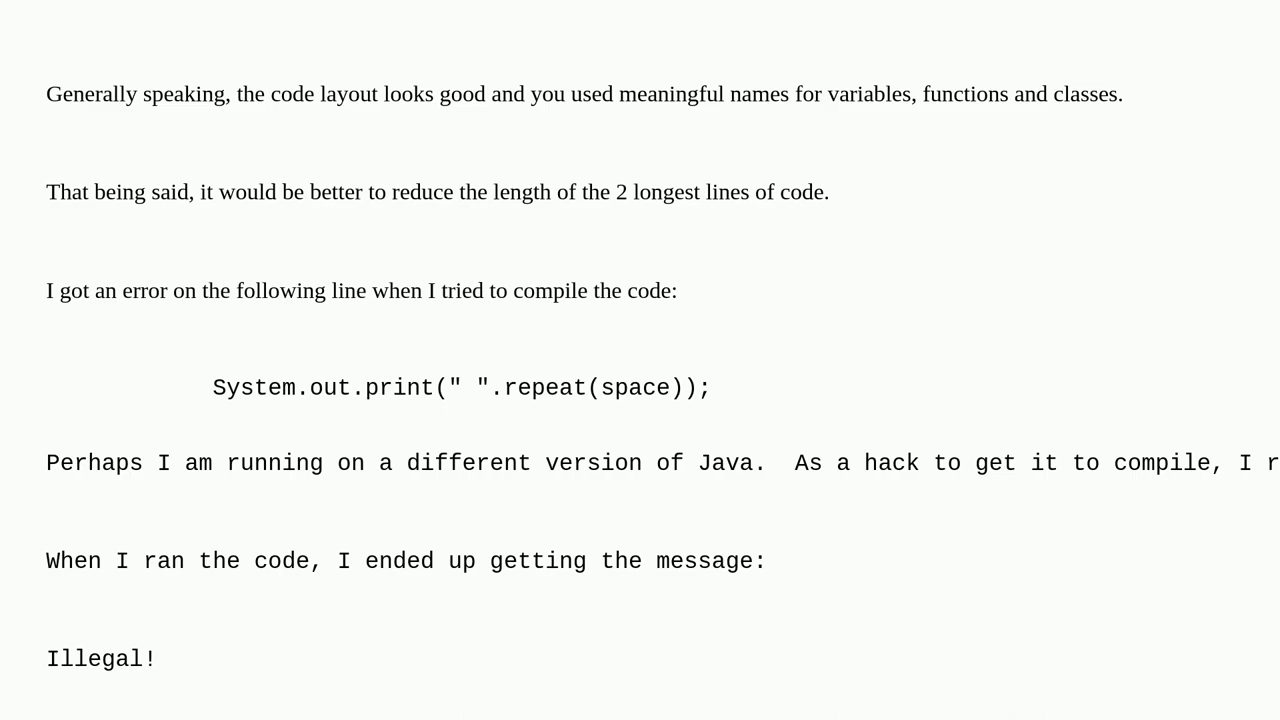 Generally speaking, the code layout looks good and you used meaningful names for variables, functions and classes.
That being said, it would be better to reduce the length of the 2 longest lines of code.
I got an error on the following line when I tried to compile the code:
System.out.print(" ".repeat(space));
Perhaps I am running on a different version of Java.  As a hack to get it to compile, I
When I ran the code, I ended up getting the message:
Illegal!